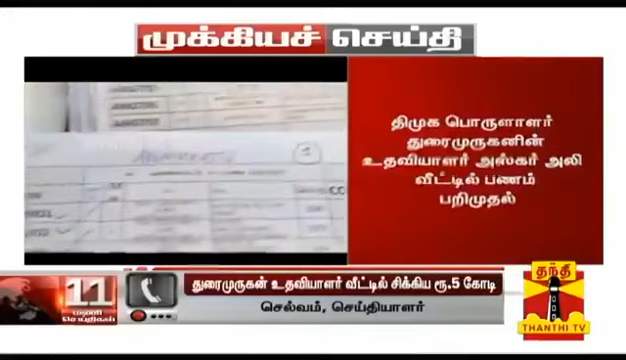 முக்கியச் செய்தி
திமுக பொருளாளர்
துரைமுருகனின்
உதவியாளர் அஸ்கர் அலி
வீட்டில் பணம்
பறிமுதல்
11
மணி
செய்திகள்
துரைமுருகன் உதவியாளர் வீட்டில் சிக்கிய ரூ.5 கோடி
செல்வம், செய்தியாளர்
தந்தி
THANTHI TV